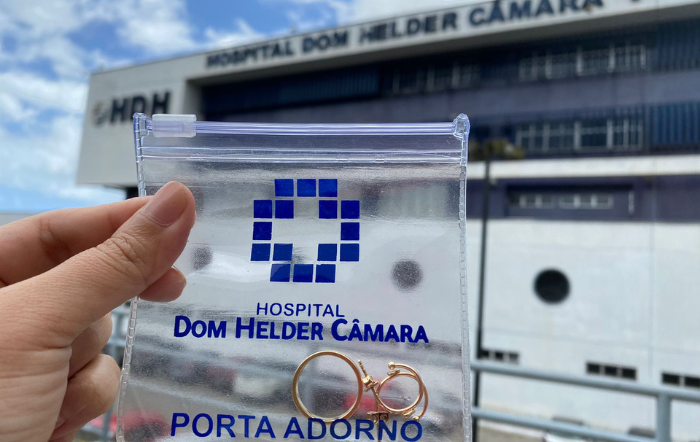 HOSPITAL DOM HELDER CÂMARA
HDH
HOSPITAL
DOM HELDER CÂMARA
PORTA ADORNO